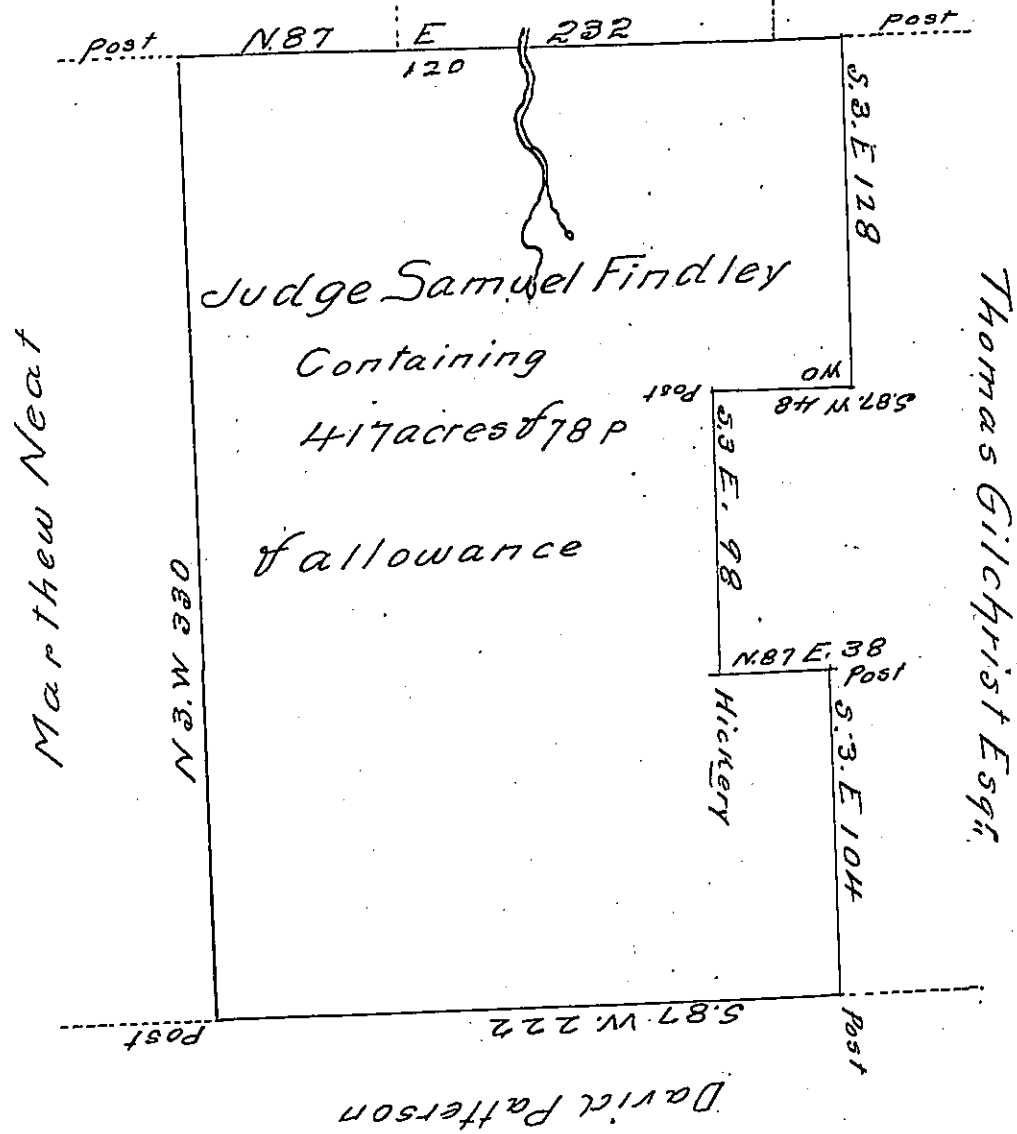 Post N.87 E 232 Post
120
S.3.E 128
Judge Samuel Findley
Containing
417 acres & 78 P
& allowance
WO
S.87.W 48
Post
S.3 E. 98
N.87 E. 38
Post
Hickery
S.3.E 104
Post
S.87.W.222
Post
N 3.W 330
Marthew Neat
Thomas Gilchrist Esqr.
David Patterson